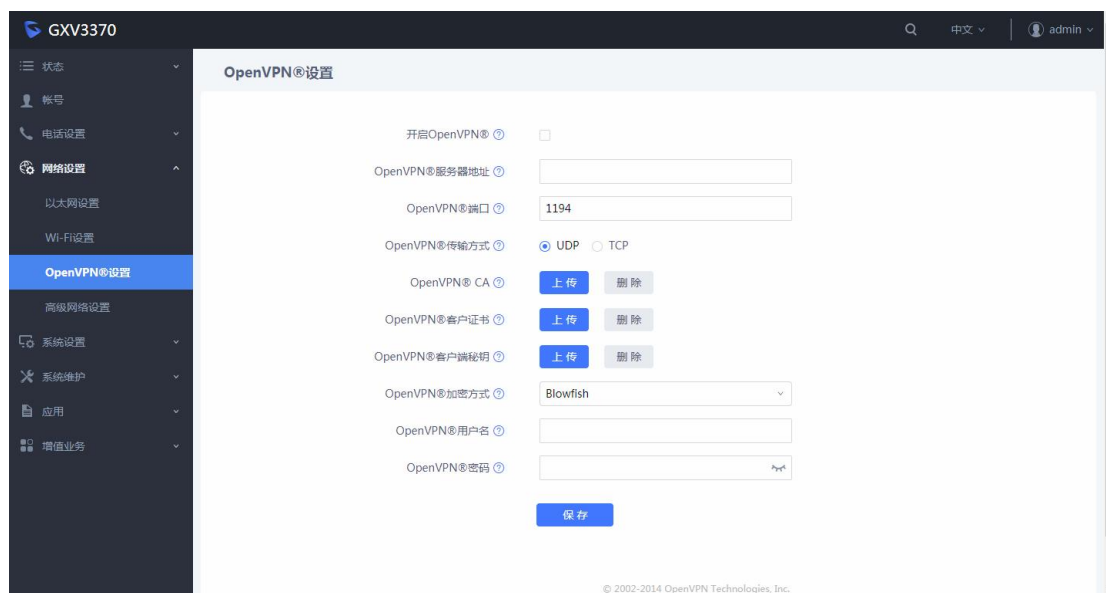 GXV3370
中文
admin
状态
帐号
电话设置
网络设置
以太网设置
Wi-Fi设置
OpenVPN®设置
高级网络设置
系统设置
系统维护
应用
增值业务
OpenVPN®设置
开启OpenVPN®
OpenVPN®服务器地址
OpenVPN®端口 1194
OpenVPN®传输方式 UDP TCP
OpenVPN® CA 上传 删除
OpenVPN®客户证书 上传 删除
OpenVPN®客户端秘钥 上传 删除
OpenVPN®加密方式 Blowfish
OpenVPN®用户名
OpenVPN®密码
保存
© 2002-2014 OpenVPN Technologies, Inc.